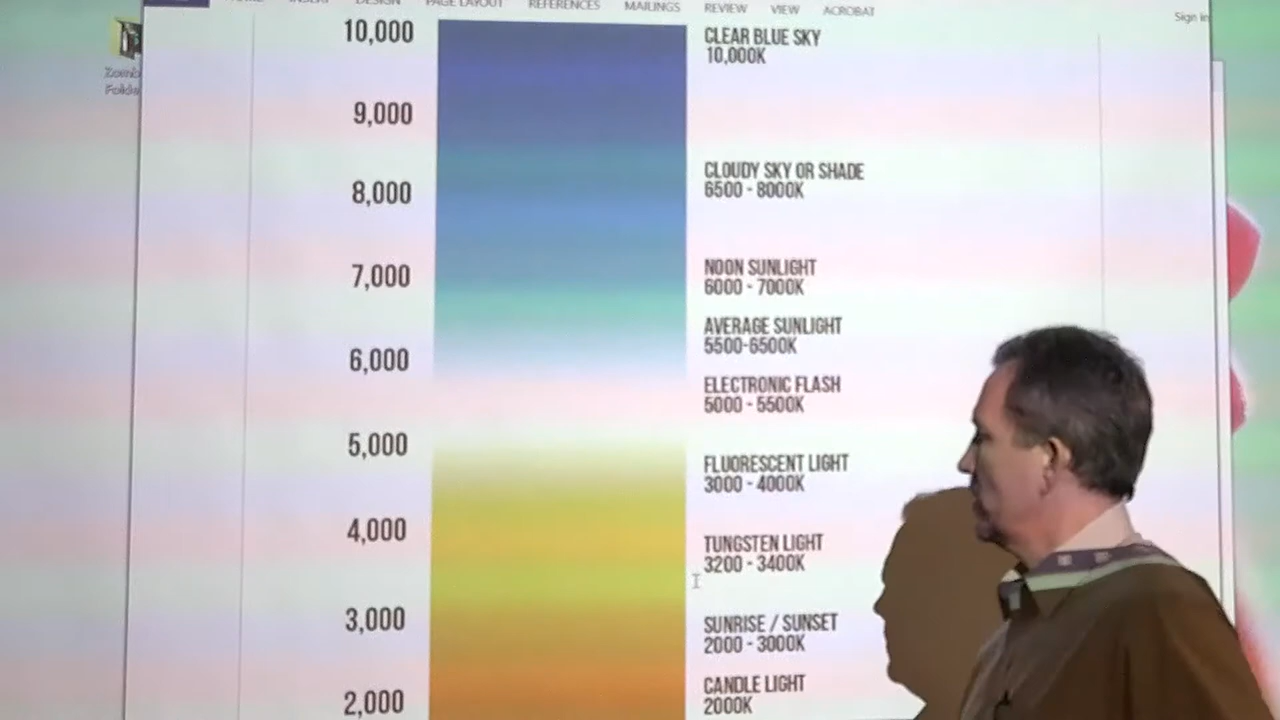 INSERT
DESIGN
PAGE LAYOUT
REFERENCES
MAILINGS
REVIEW
VIEW
ACROBAT
Sign in
10,000
CLEAR BLUE SKY
10,000K
9,000
8,000
CLOUDY SKY OR SHADE
6500 - 8000K
7,000
NOON SUNLIGHT
6000 - 7000K
AVERAGE SUNLIGHT
5500-6500K
6,000
ELECTRONIC FLASH
5000 - 5500K
5,000
FLUORESCENT LIGHT
3000 - 4000K
4,000
TUNGSTEN LIGHT
3200 - 3400K
3,000
SUNRISE / SUNSET
2000 - 3000K
2,000
CANDLE LIGHT
2000K